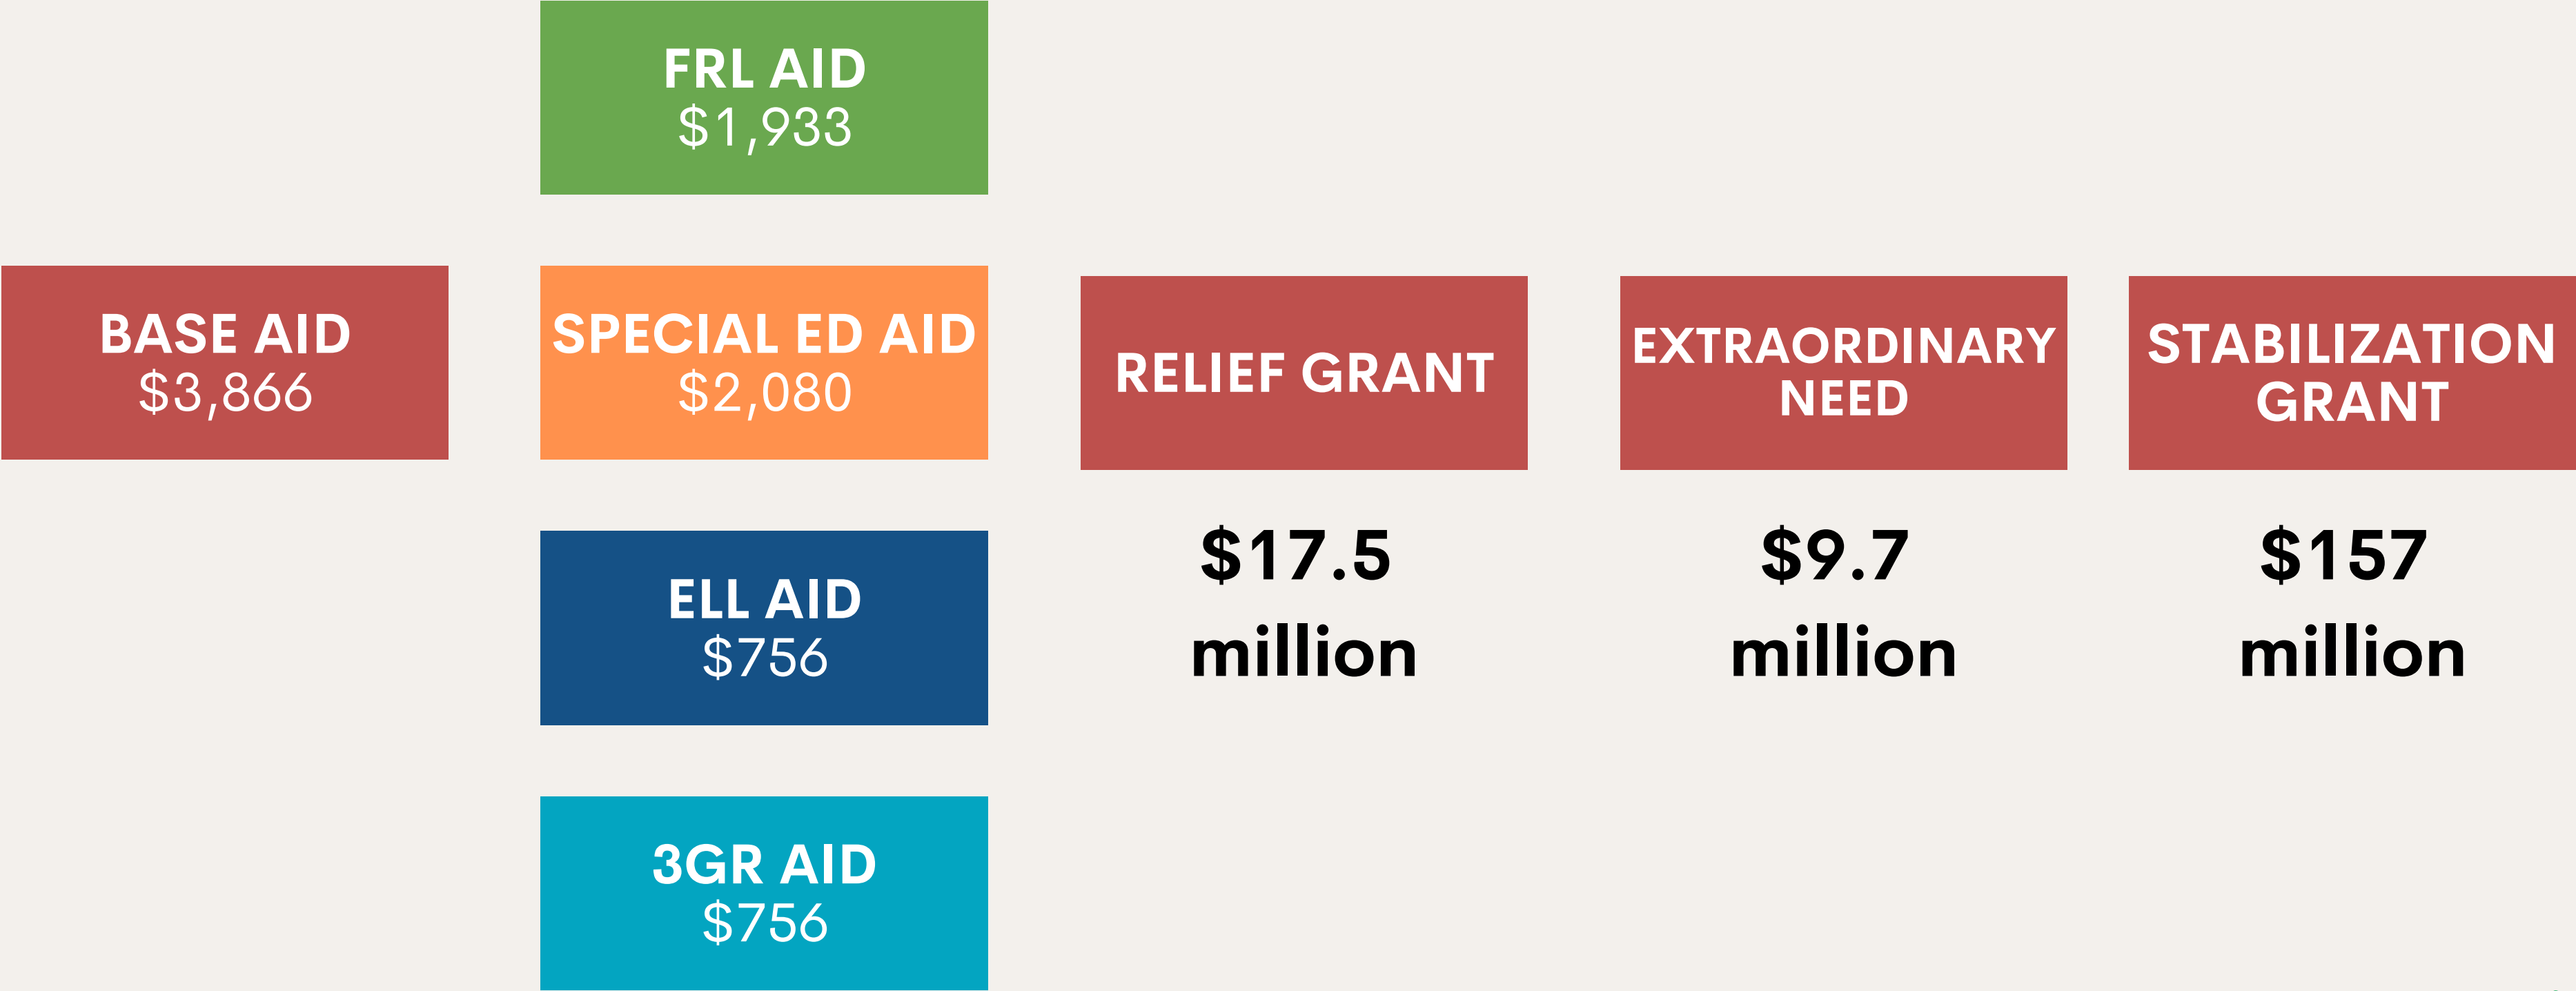 FRL AID
$1,933
BASE AID
$3,866
SPECIAL ED AID
$2,080
ELL AID
$756
3GR AID
$756
RELIEF GRANT
$17.5
million
EXTRAORDINARY
NEED
$9.7
million
STABILIZATION
GRANT
$157
million